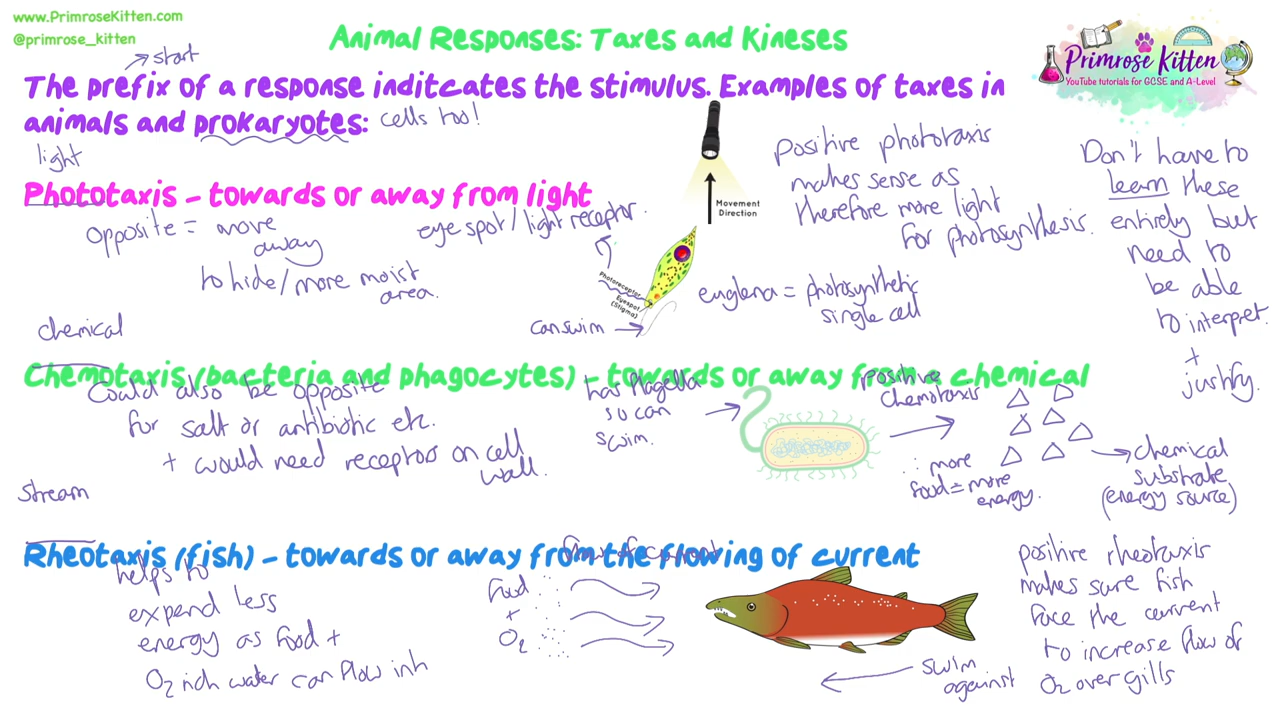 www.PrimroseKitten.com
@primrose_kitten
Animal Responses: Taxes and Kineses
Primrose Kitten
YouTube tutorials for GCSE and A-Level
start
The prefix of a response inditcates the stimulus. Examples of taxes in
animals and prokaryotes:
cells too!
light
Phototaxis – towards or away from light
opposite = move
away
to hide/more moist
area.
eye spot / light receptor.
Movement
Direction
Photoreceptor
Eyespot
(Stigma)
can swim
euglena = photosynthetic
single cell
Positive phototaxis
makes sense as
therefore more light
for photosynthesis.
Don't have to
learn these
entirely but
need to
be able
to interpret.
+
justify.
chemical
Chemotaxis (bacteria and phagocytes) – towards or away from a chemical
Could also be opposite
for salt or antibiotic etc.
+ would need receptors on cell
wall.
has flagella
so can
swim.
positive
chemotaxis
∴ more
food = more
energy.
chemical
substrate
(energy source)
stream
Rheotaxis (fish) – towards or away from the flowing of current
helps to
expend less
energy as food +
O2 rich water can flow into
food
+
O2
swim
against
positive rheotaxis
makes sure fish
face the current
to increase flow of
O2 over gills